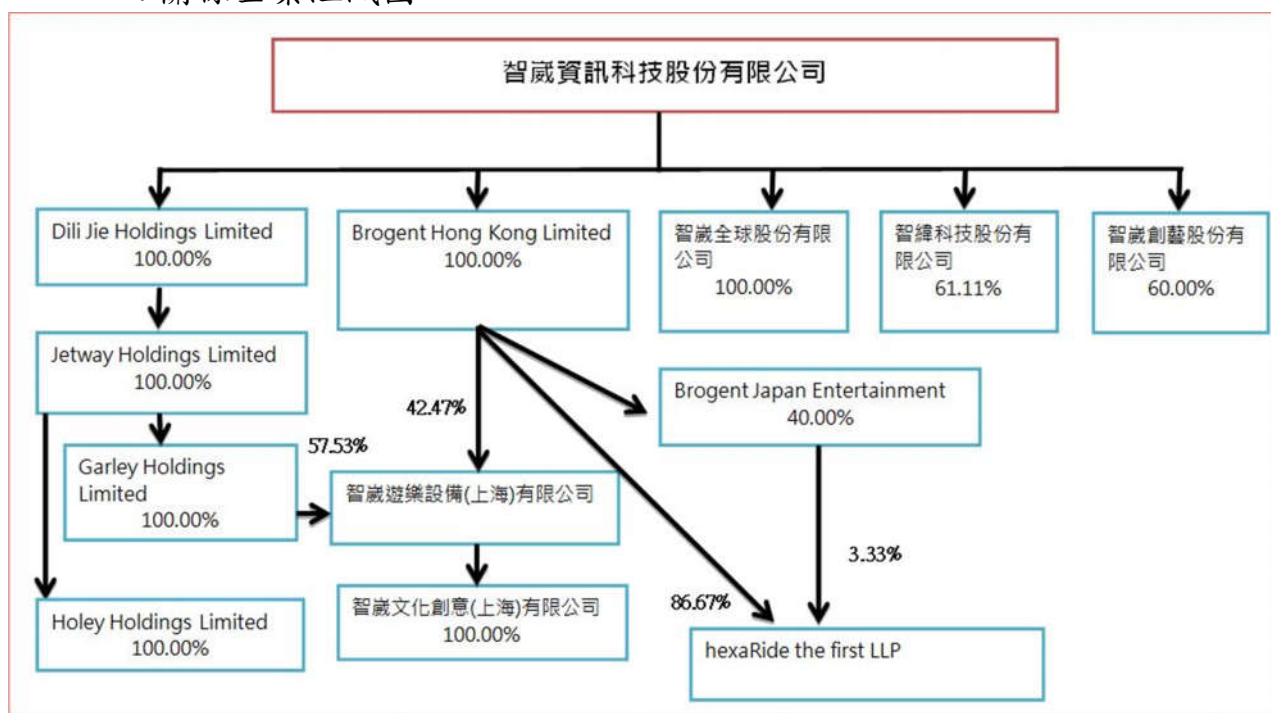 智崴資訊科技股份有限公司
Dili Jie Holdings Limited
100.00%
Brogent Hong Kong Limited
100.00%
智崴全球股份有限
公司
100.00%
智緯科技股份有
限公司
61.11%
智崴創藝股份有
限公司
60.00%
Jetway Holdings Limited
100.00%
42.47%
Brogent Japan Entertainment
40.00%
57.53%
Garley Holdings
Limited
100.00%
智崴遊樂設備(上海)有限公司
3.33%
86.67%
Holey Holdings Limited
100.00%
智崴文化創意(上海)有限公司
100.00%
hexaRide the first LLP